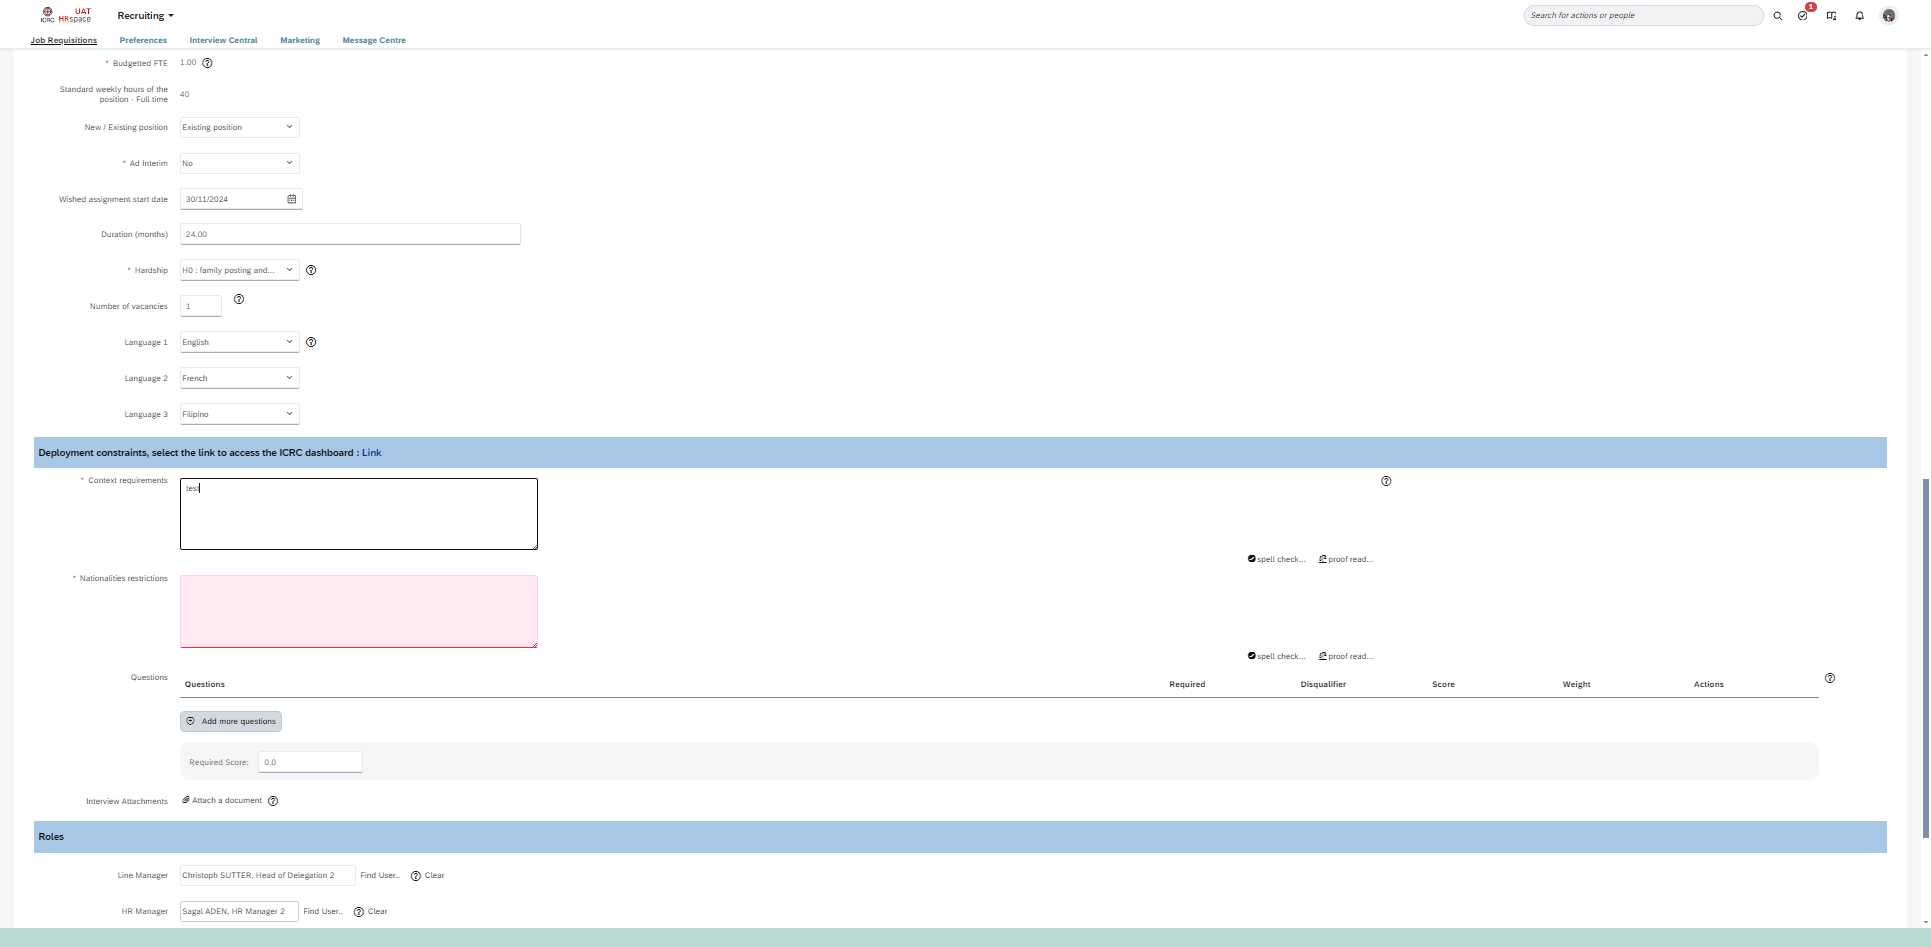 ICRC UAT HRspace Recruiting Search for actions or people 1
Job Requisitions Preferences Interview Central Marketing Message Centre
* Budgetted FTE 1.00
Standard weekly hours of the position - Full time 40
New / Existing position Existing position
* Ad Interim No
Wished assignment start date 30/11/2024
Duration (months) 24.00
* Hardship H0 : family posting and...
Number of vacancies 1
Language 1 English
Language 2 French
Language 3 Filipino
Deployment constraints, select the link to access the ICRC dashboard : Link
* Context requirements test
spell check... proof read...
* Nationalities restrictions
spell check... proof read...
Questions Questions Required Disqualifier Score Weight Actions
Add more questions
Required Score: 0.0
Interview Attachments Attach a document
Roles
Line Manager Christoph SUTTER, Head of Delegation 2 Find User.. Clear
HR Manager Sagal ADEN, HR Manager 2 Find User.. Clear